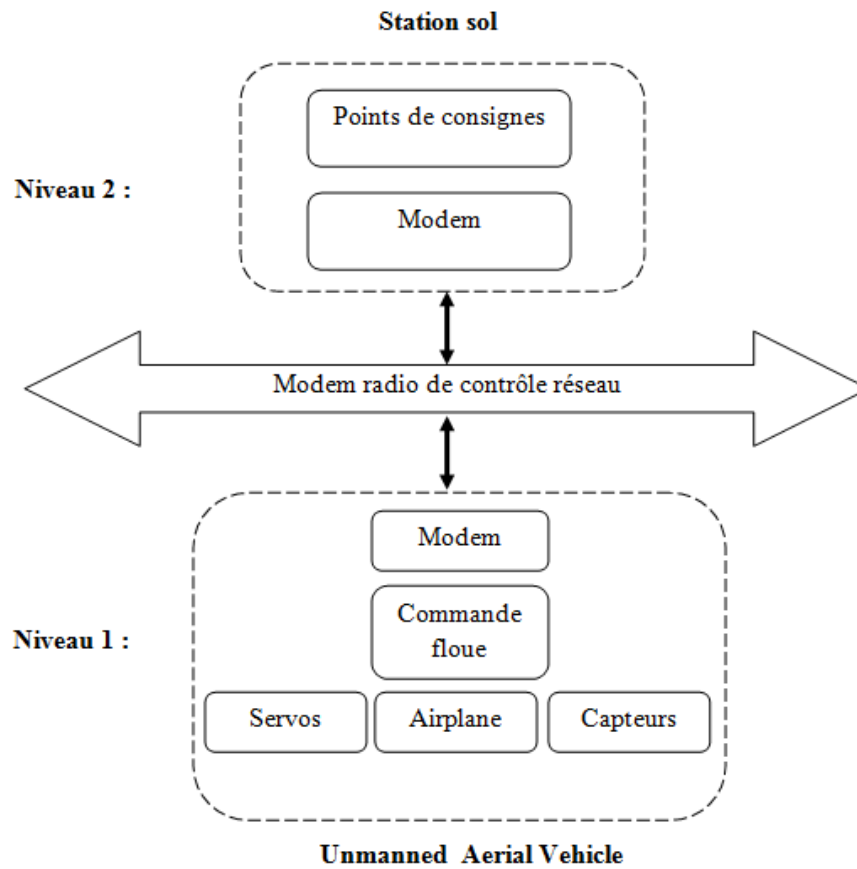 Station sol
Points de consignes
Niveau 2 :
Modem
Modem radio de contrôle réseau
Modem
Commande
floue
Niveau 1 :
Servos
Airplane
Capteurs
Unmanned Aerial Vehicle